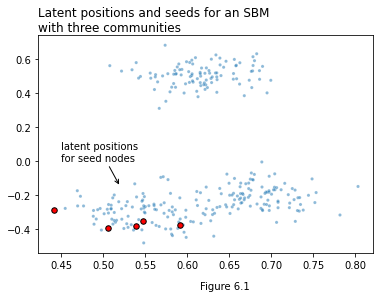 Latent positions and seeds for an SBM
with three communities
0.6
0.4
0.2
0.0
−0.2
−0.4
latent positions
for seed nodes
0.45 0.50 0.55 0.60 0.65 0.70 0.75 0.80
Figure 6.1